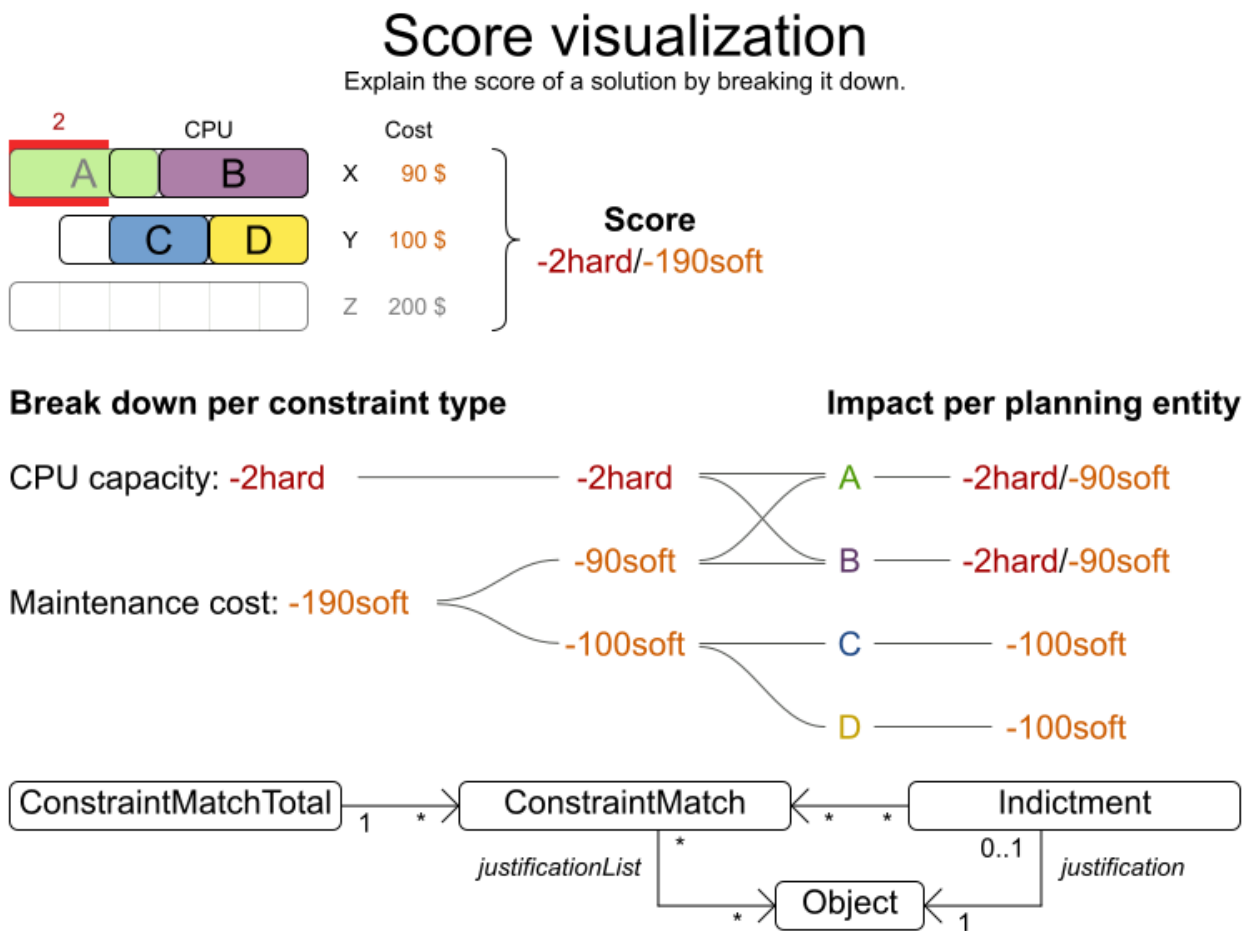 Score visualization
Explain the score of a solution by breaking it down.
2 CPU Cost
A B X 90 $
C D Y 100 $
Z 200 $
Score
-2hard/-190soft
Break down per constraint type Impact per planning entity
CPU capacity: -2hard -2hard A -2hard/-90soft
-90soft B -2hard/-90soft
Maintenance cost: -190soft
-100soft C -100soft
D -100soft
ConstraintMatchTotal 1 * ConstraintMatch * * Indictment
justificationList * 0..1 justification
* Object 1